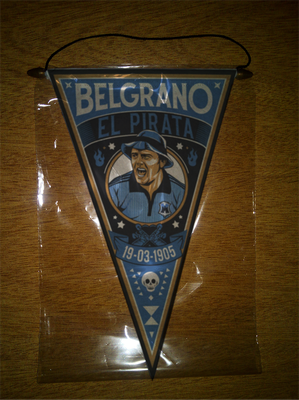 BELGRANO
EL PIRATA
19-03-1905